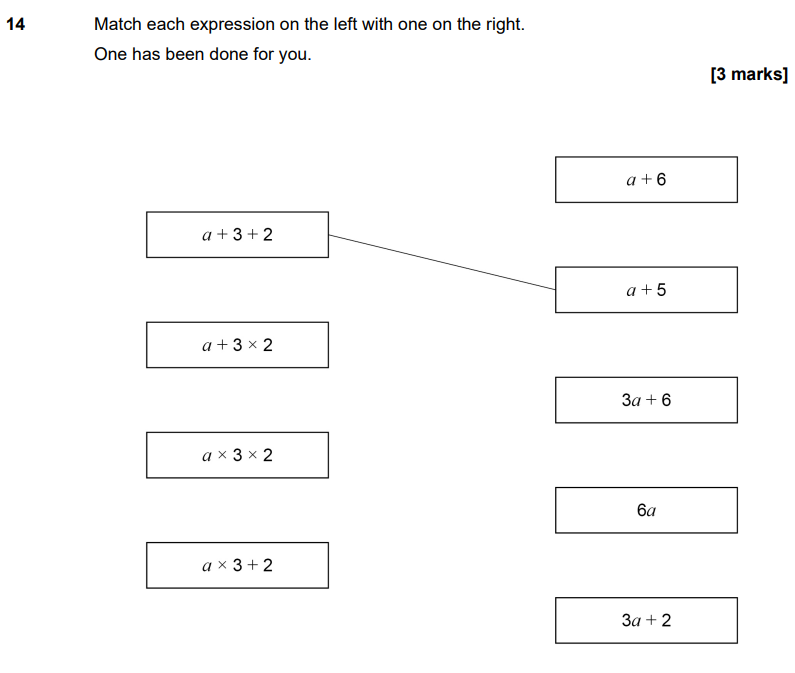 14 Match each expression on the left with one on the right.
One has been done for you.
[3 marks]
a + 6
a + 3 + 2
a + 5
a + 3 × 2
3a + 6
a × 3 × 2
6a
a × 3 + 2
3a + 2